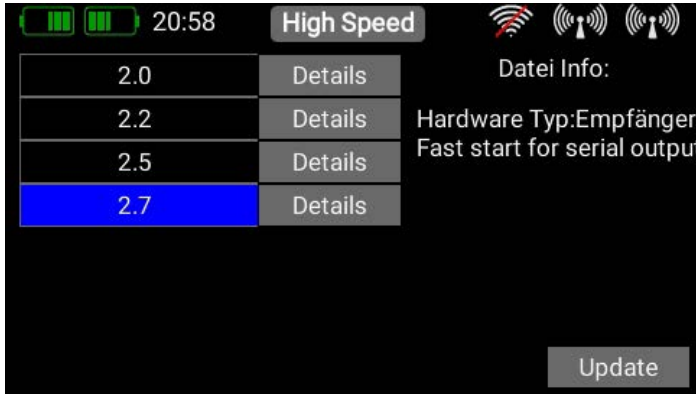 20:58 High Speed
2.0 Details
2.2 Details
2.5 Details
2.7 Details
Datei Info:
Hardware Typ:Empfänger
Fast start for serial output
Update